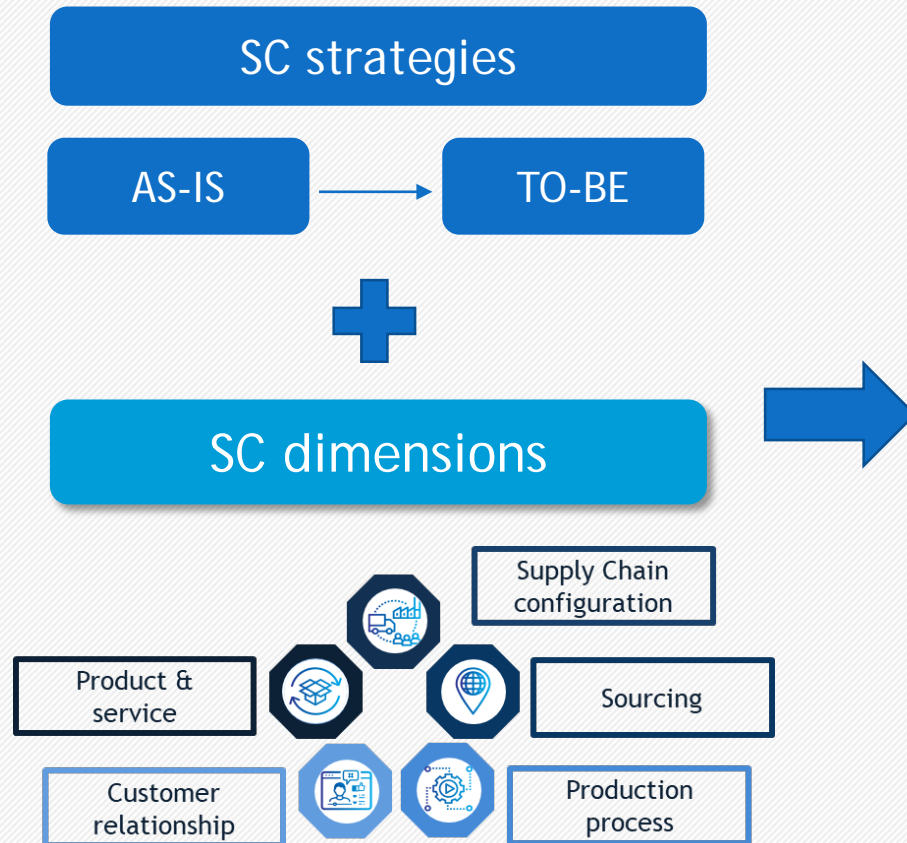 SC strategies
AS-IS
TO-BE
SC dimensions
Supply Chain
configuration
Product &
service
Sourcing
Customer
relationship
Production
process